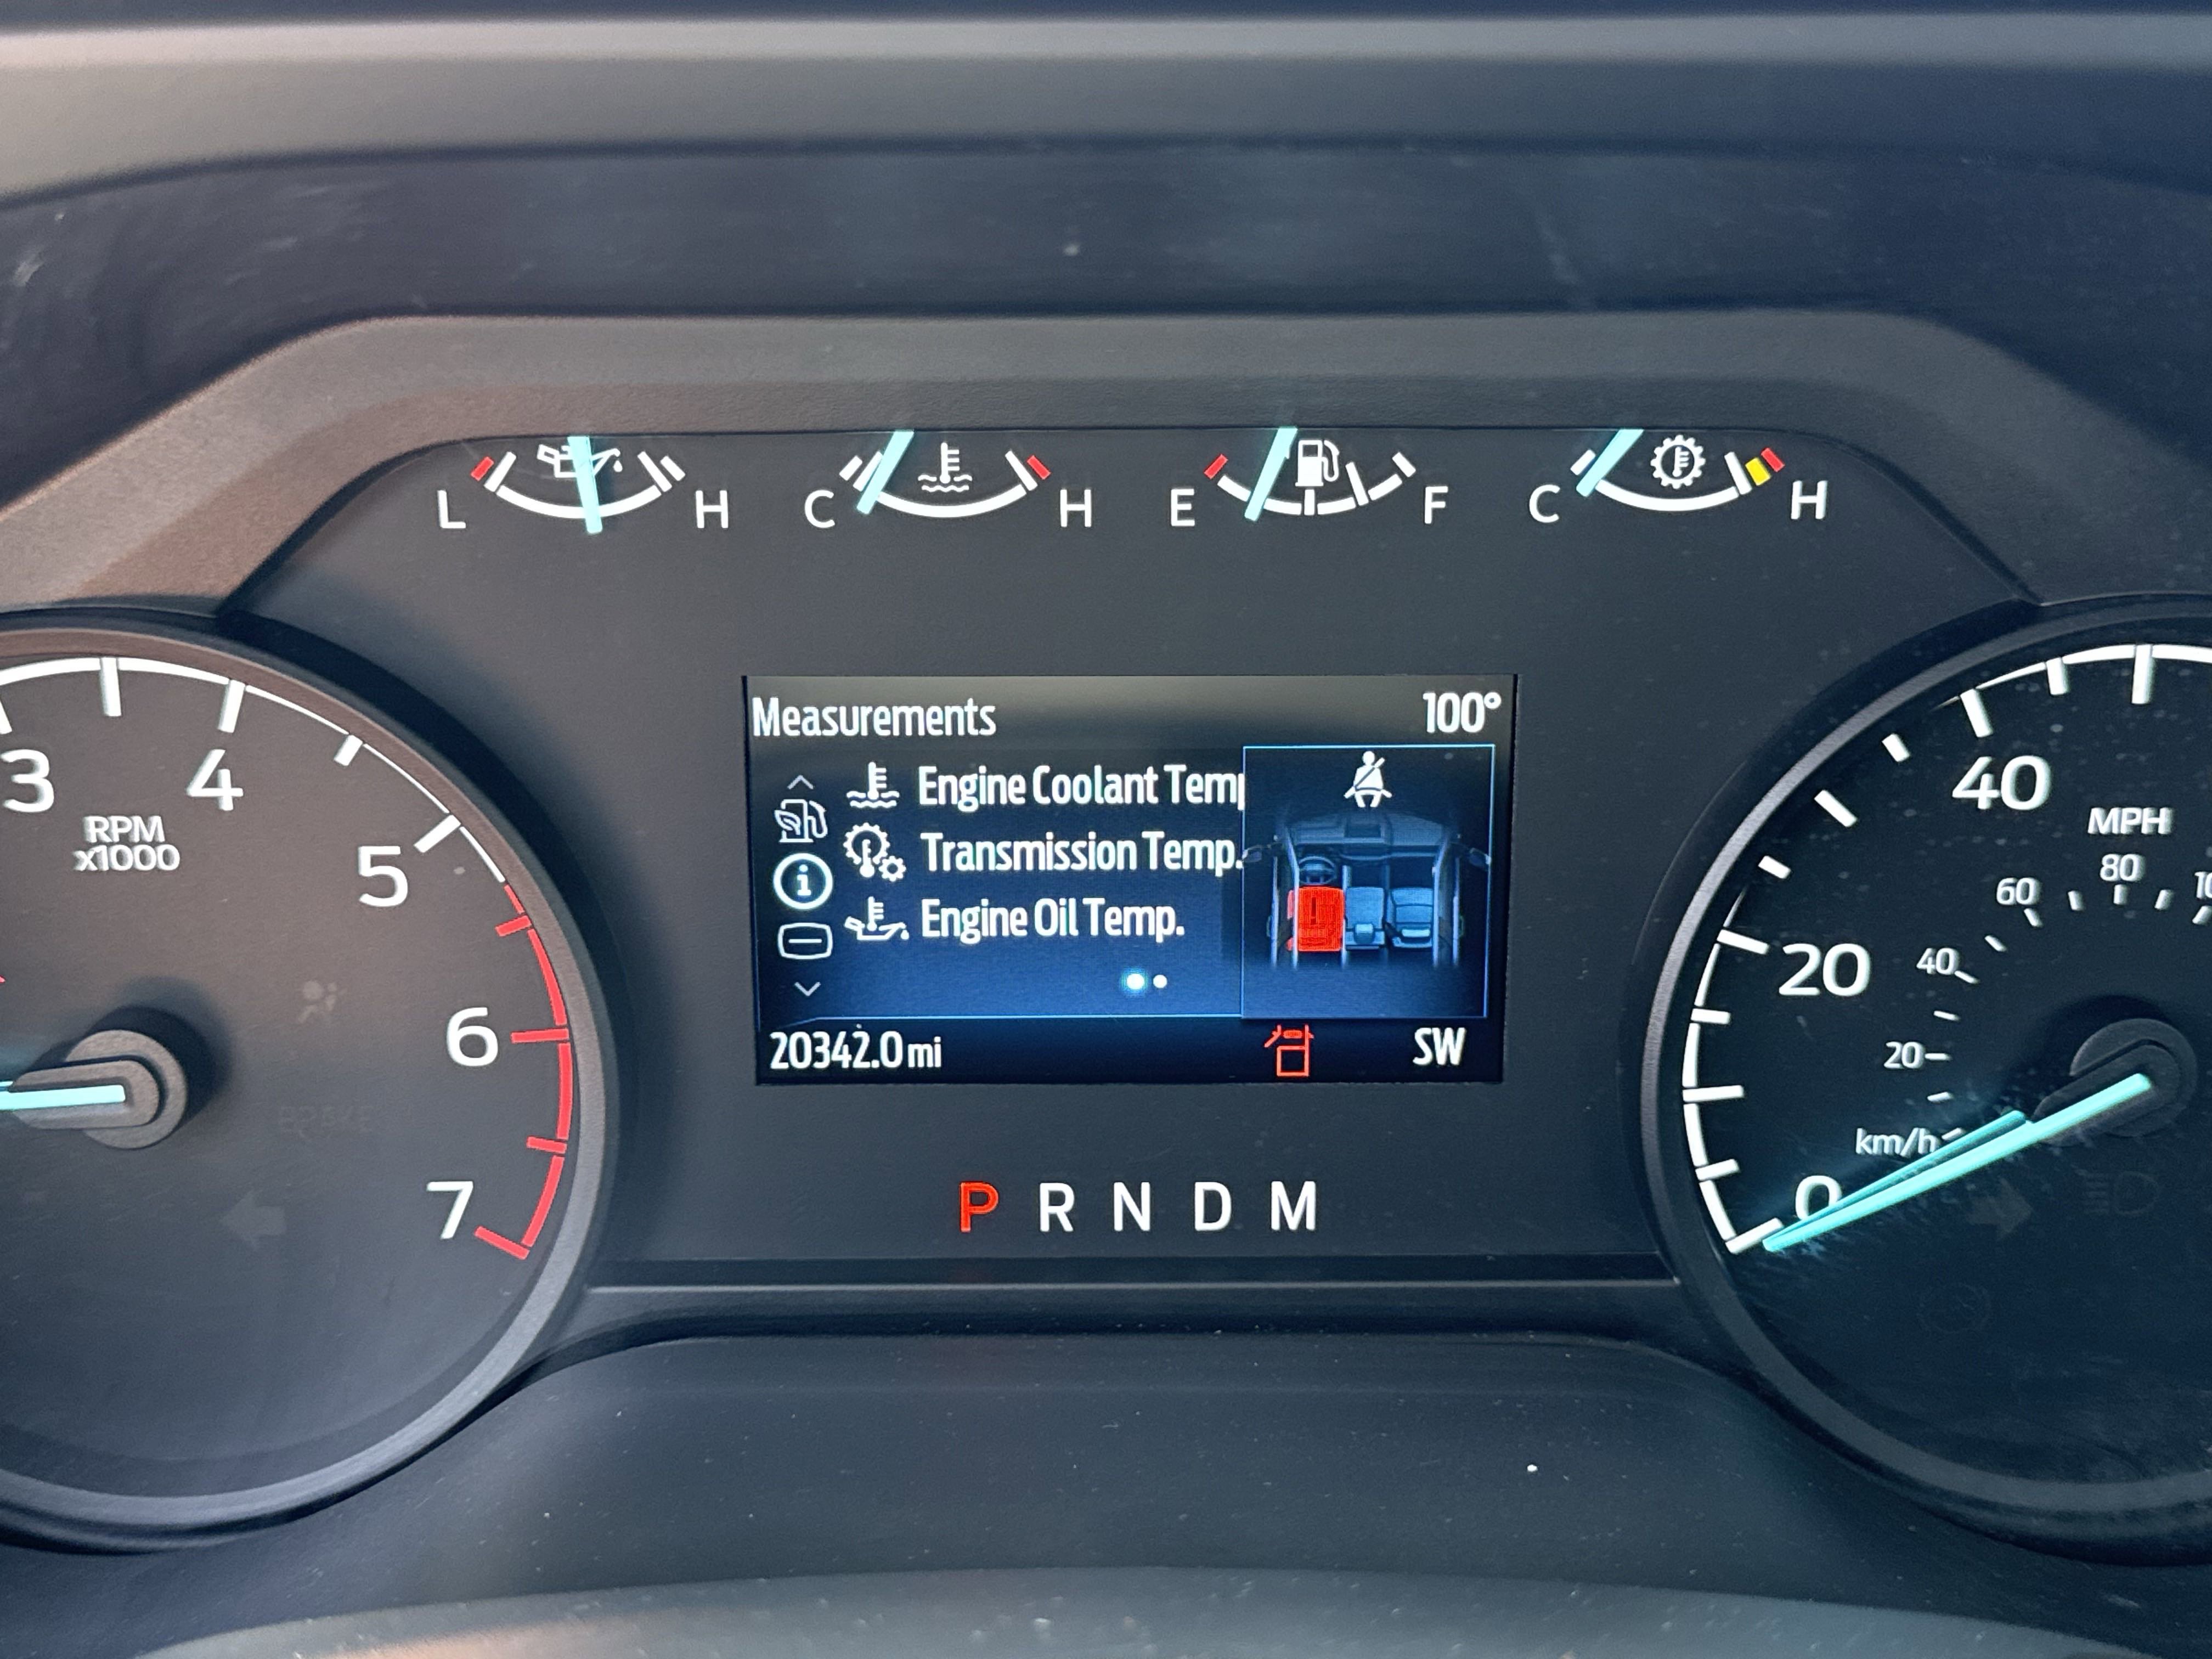 L H C H E F C H
Measurements 100°
Engine Coolant Temp
Transmission Temp.
Engine Oil Temp.
20342.0 mi SW
P R N D M
3
4
5
6
7
RPM
x1000
40
MPH
80
60
20
40
20
km/h
0